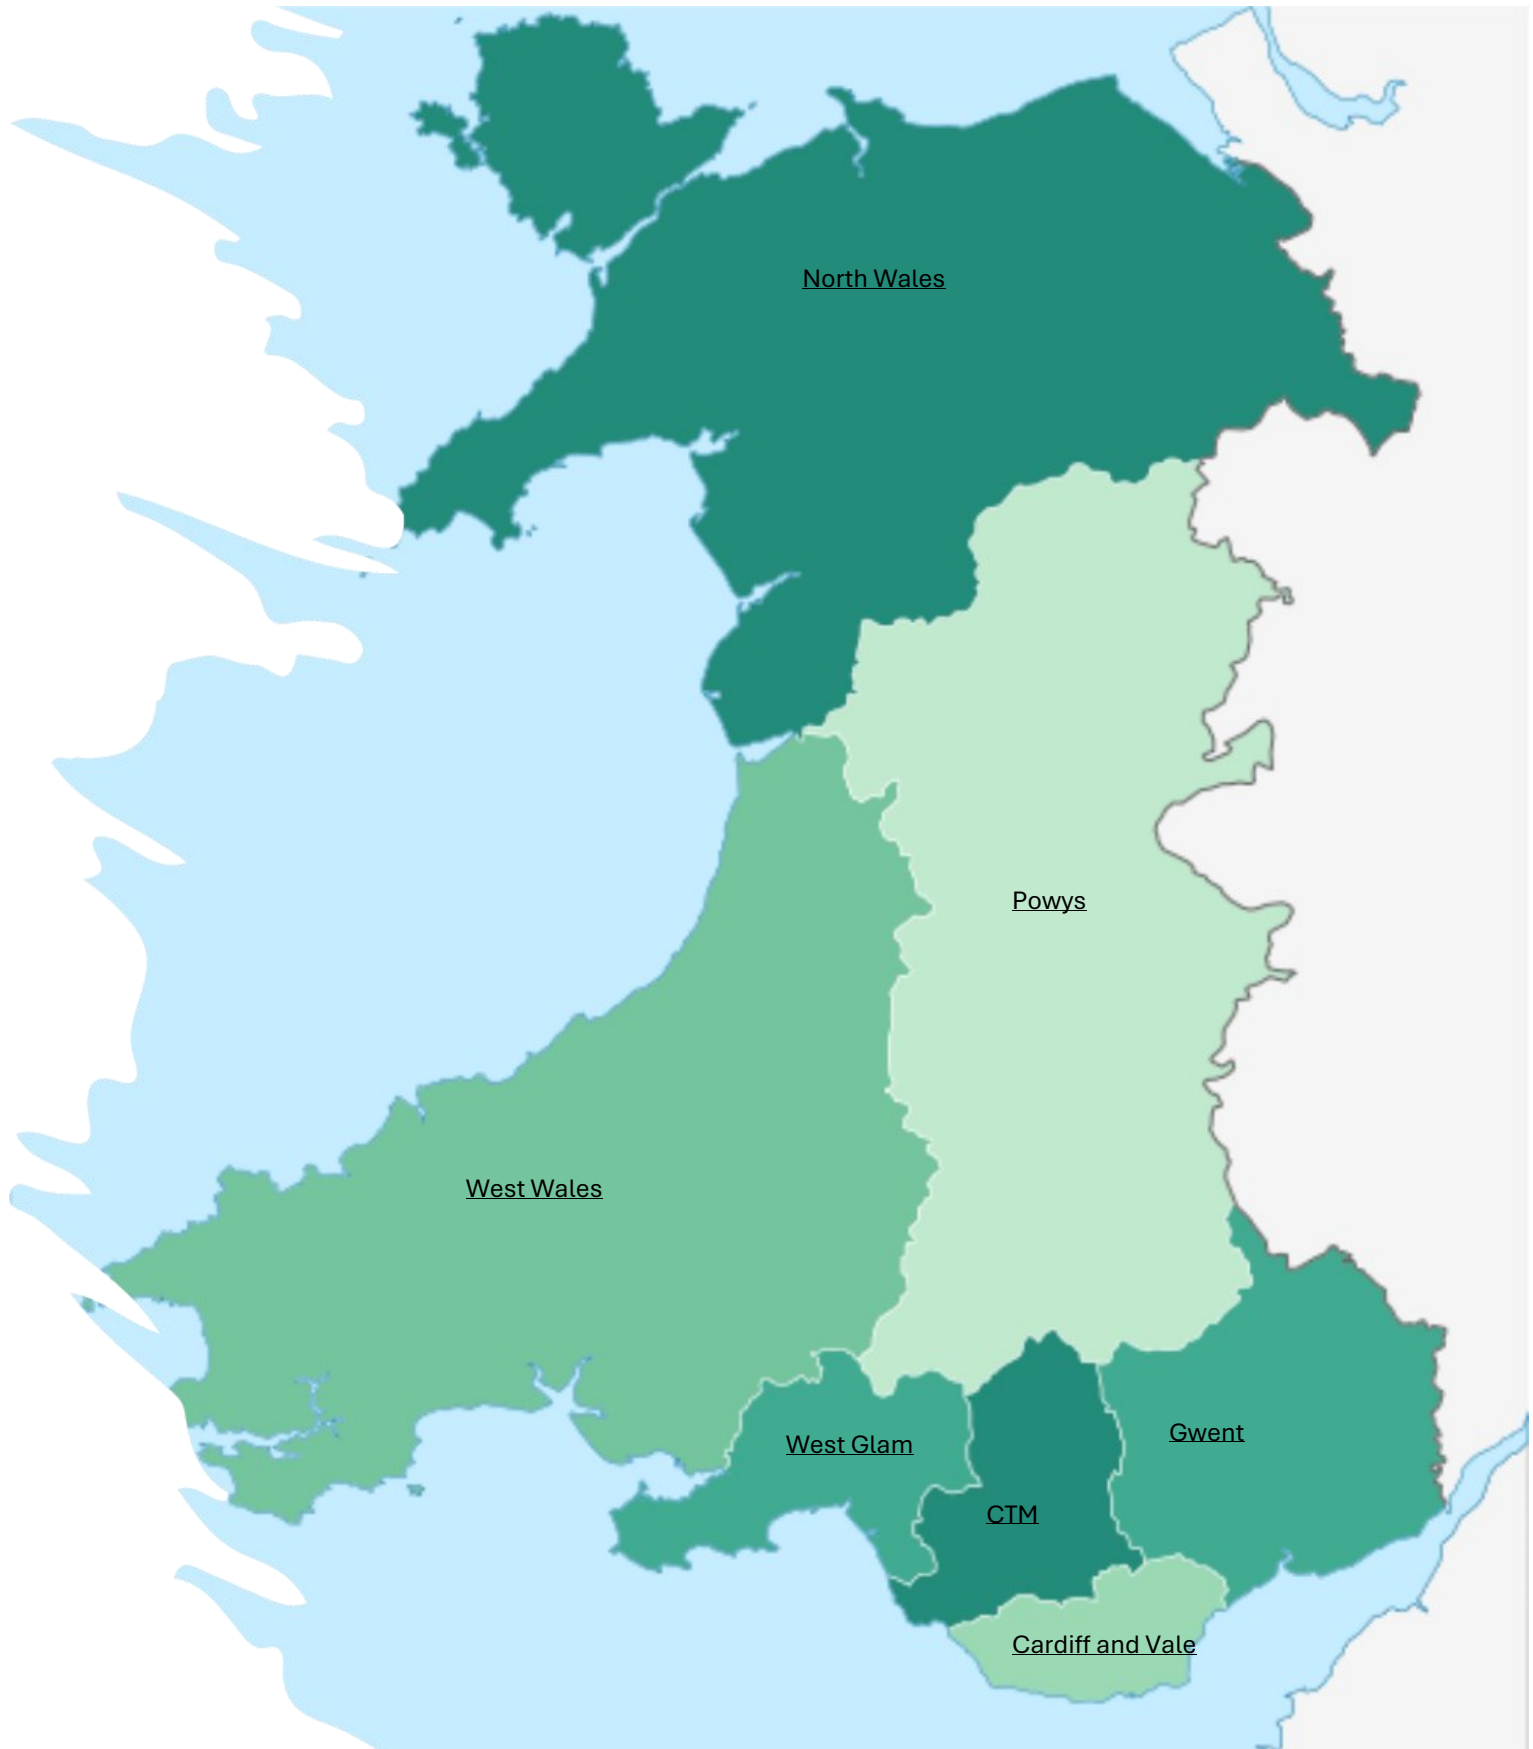 North Wales
Powys
West Wales
Gwent
West Glam
CTM
Cardiff and Vale